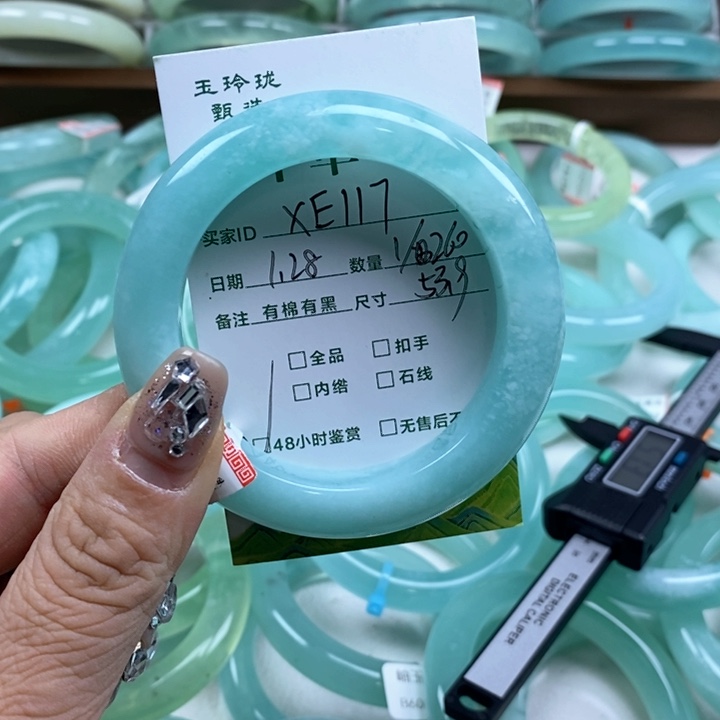 玉玲珑
甄选
买家ID XE117
日期 1.28 数量 1/
备注 有棉有黑 尺寸 53.9
□全品 □扣手
□内绺 □石线
□48小时鉴赏 □无售后不
ELECTRONIC
DIGITAL CALIPER